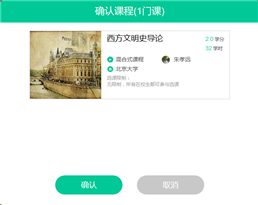 确认课程(1门课)
西方文明史导论
2.0 学分
32 学时
混合式课程
朱孝远
北京大学
选课限制：
无限制，所有在校生都可参与选课
确认
取消